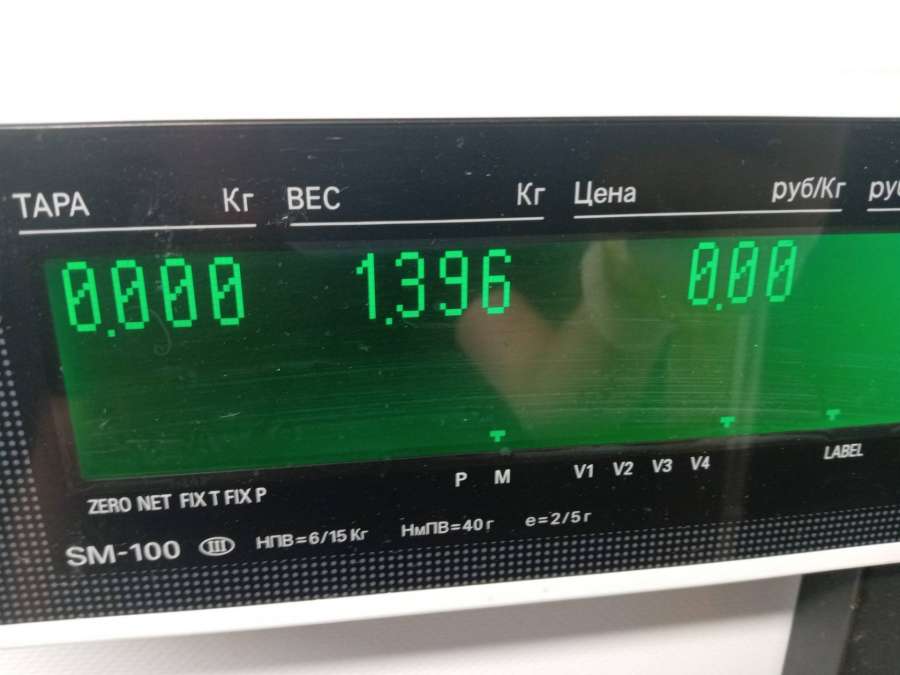 ТАРА Кг ВЕС Кг Цена руб/Кг
0.000 1.396 0.00
P M V1 V2 V3 V4 LABEL
ZERO NET FIX T FIX P
SM-100 III НПВ=6/15 Кг НмПВ=40 г e=2/5 г